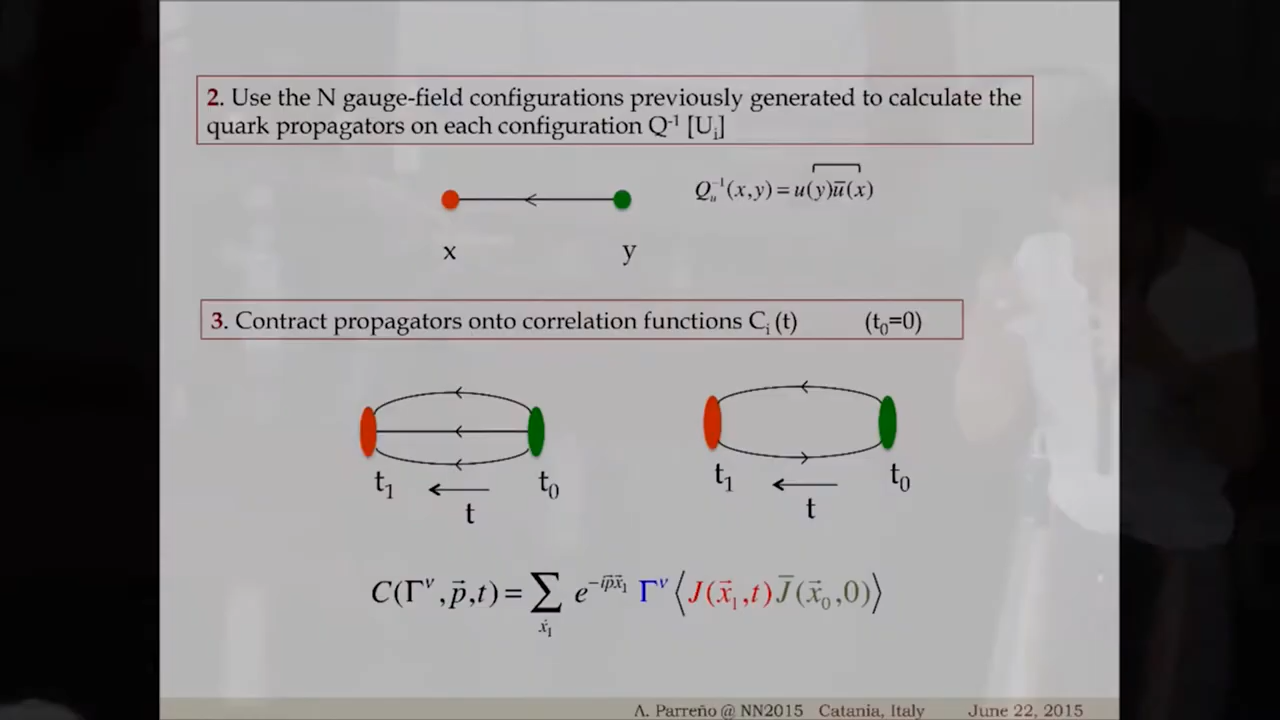 2. Use the N gauge-field configurations previously generated to calculate the
quark propagators on each configuration Q⁻¹ [Uᵢ]
Qᵤ⁻¹(x,y) = u(y)ū(x)
x y
3. Contract propagators onto correlation functions Cᵢ (t) (t₀=0)
t₁ t₀ t₁ t₀
t t
C(Γᵛ, p⃗, t) = ∑ e^(−ip⃗x⃗₁) Γᵛ ⟨J(x⃗₁,t) J̄(x⃗₀,0)⟩
x⃗₁
A. Parreño @ NN2015 Catania, Italy June 22, 2015